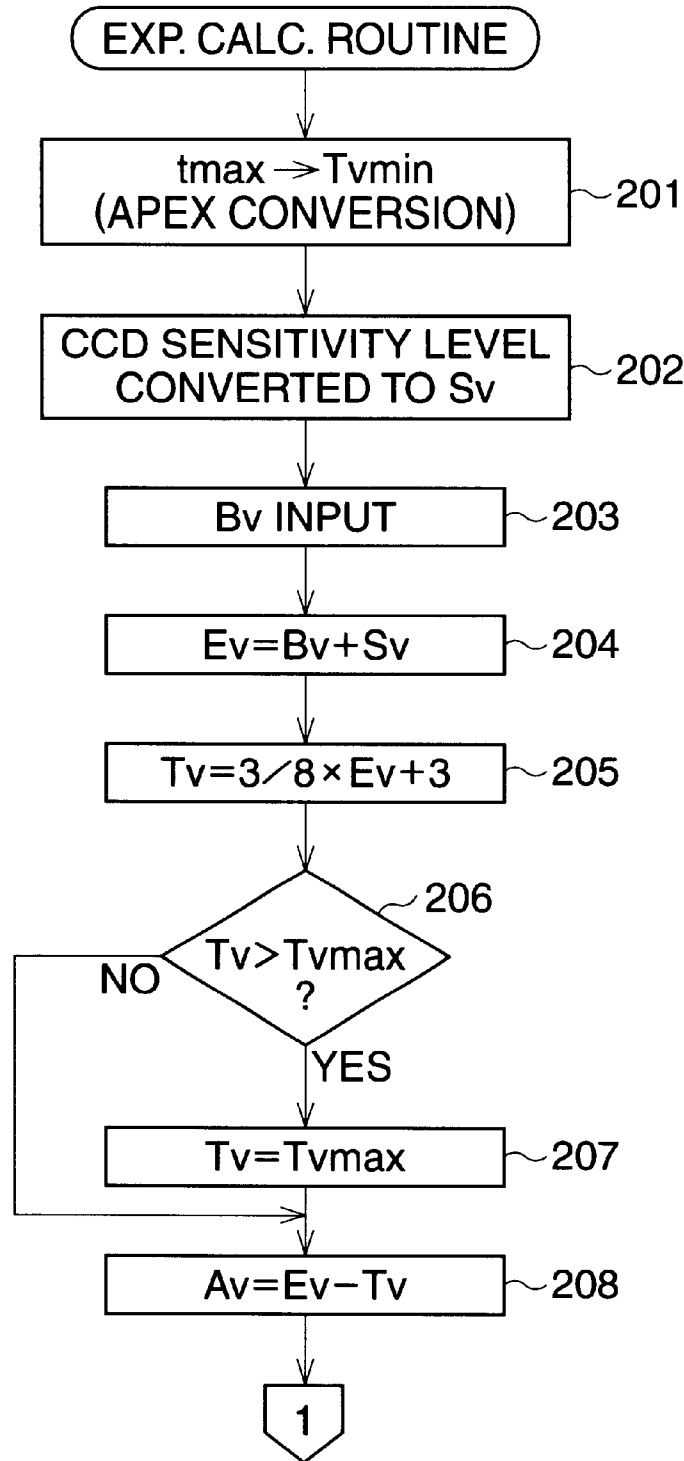 EXP. CALC. ROUTINE
tmax → Tvmin
(APEX CONVERSION)
201
CCD SENSITIVITY LEVEL
CONVERTED TO Sv
202
Bv INPUT
203
Ev=Bv+Sv
204
Tv=3/8×Ev+3
205
206
Tv>Tvmax
?
NO
YES
Tv=Tvmax
207
Av=Ev-Tv
208
1